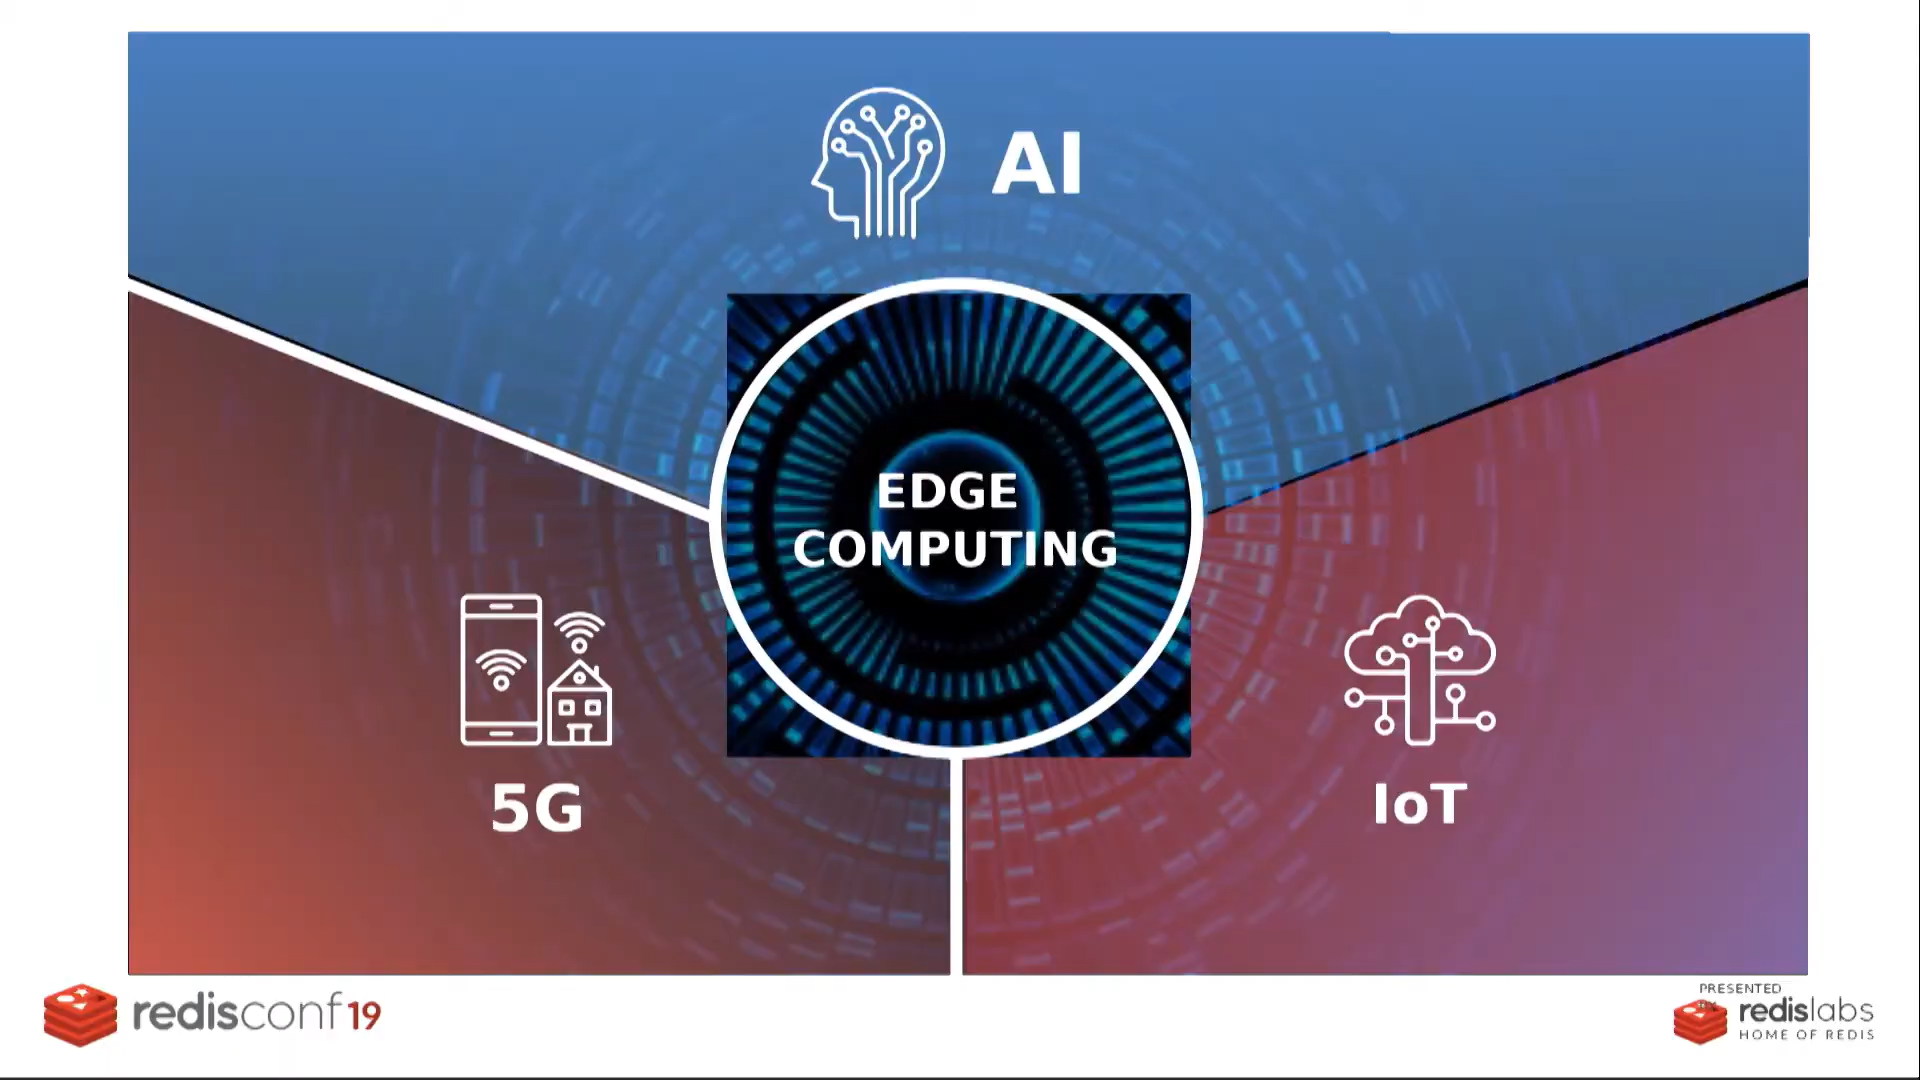 AI
EDGE
COMPUTING
5G
IoT
redisconf19
PRESENTED
redislabs
HOME OF REDIS